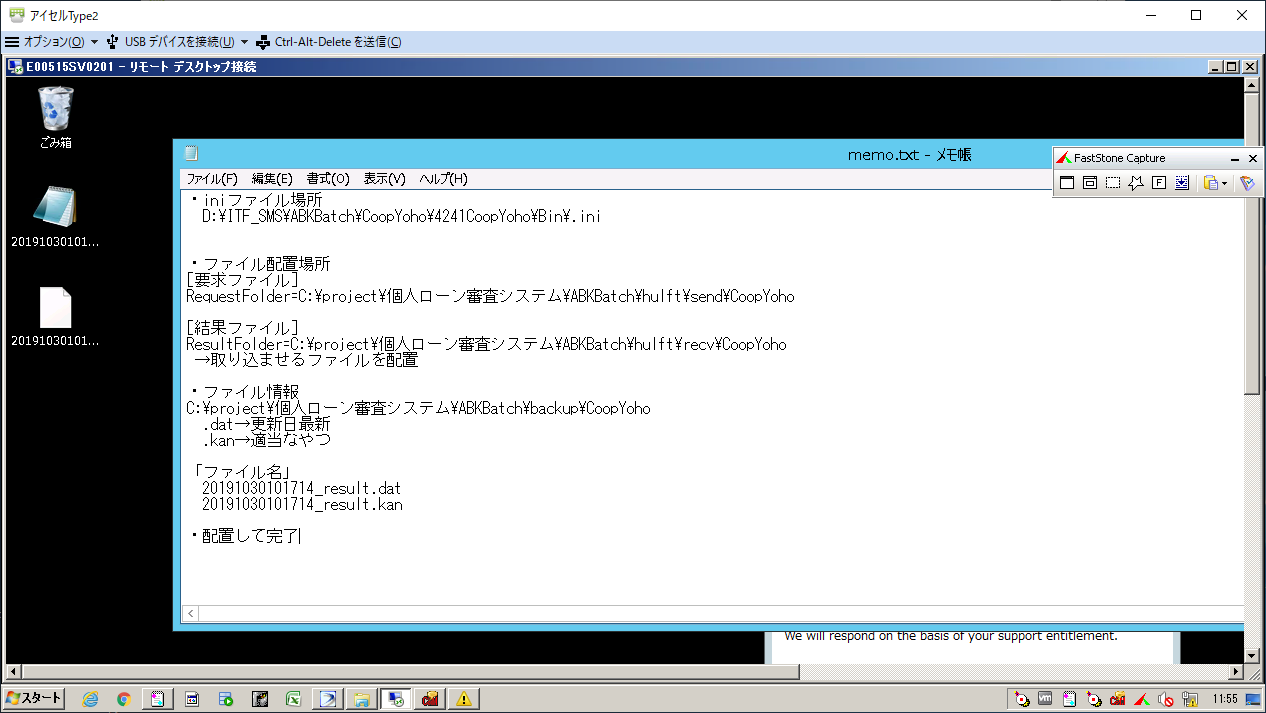 アイセルType2
オプション(O) USB デバイスを接続(U) Ctrl-Alt-Delete を送信(C)
E00515SV0201 - リモート デスクトップ接続
ごみ箱
20191030101...
20191030101...
memo.txt - メモ帳
FastStone Capture
ファイル(F) 編集(E) 書式(O) 表示(V) ヘルプ(H)
・iniファイル場所
D:¥ITF_SMS¥ABKBatch¥CoopYoho¥4241CoopYoho¥Bin¥.ini
・ファイル配置場所
[要求ファイル]
RequestFolder=C:¥project¥個人ローン審査システム¥ABKBatch¥hulft¥send¥CoopYoho
[結果ファイル]
ResultFolder=C:¥project¥個人ローン審査システム¥ABKBatch¥hulft¥recv¥CoopYoho
→取り込ませるファイルを配置
・ファイル情報
C:¥project¥個人ローン審査システム¥ABKBatch¥backup¥CoopYoho
.dat→更新日最新
.kan→適当なやつ
「ファイル名」
20191030101714_result.dat
20191030101714_result.kan
・配置して完了
We will respond on the basis of your support entitlement.
スタート
11:55